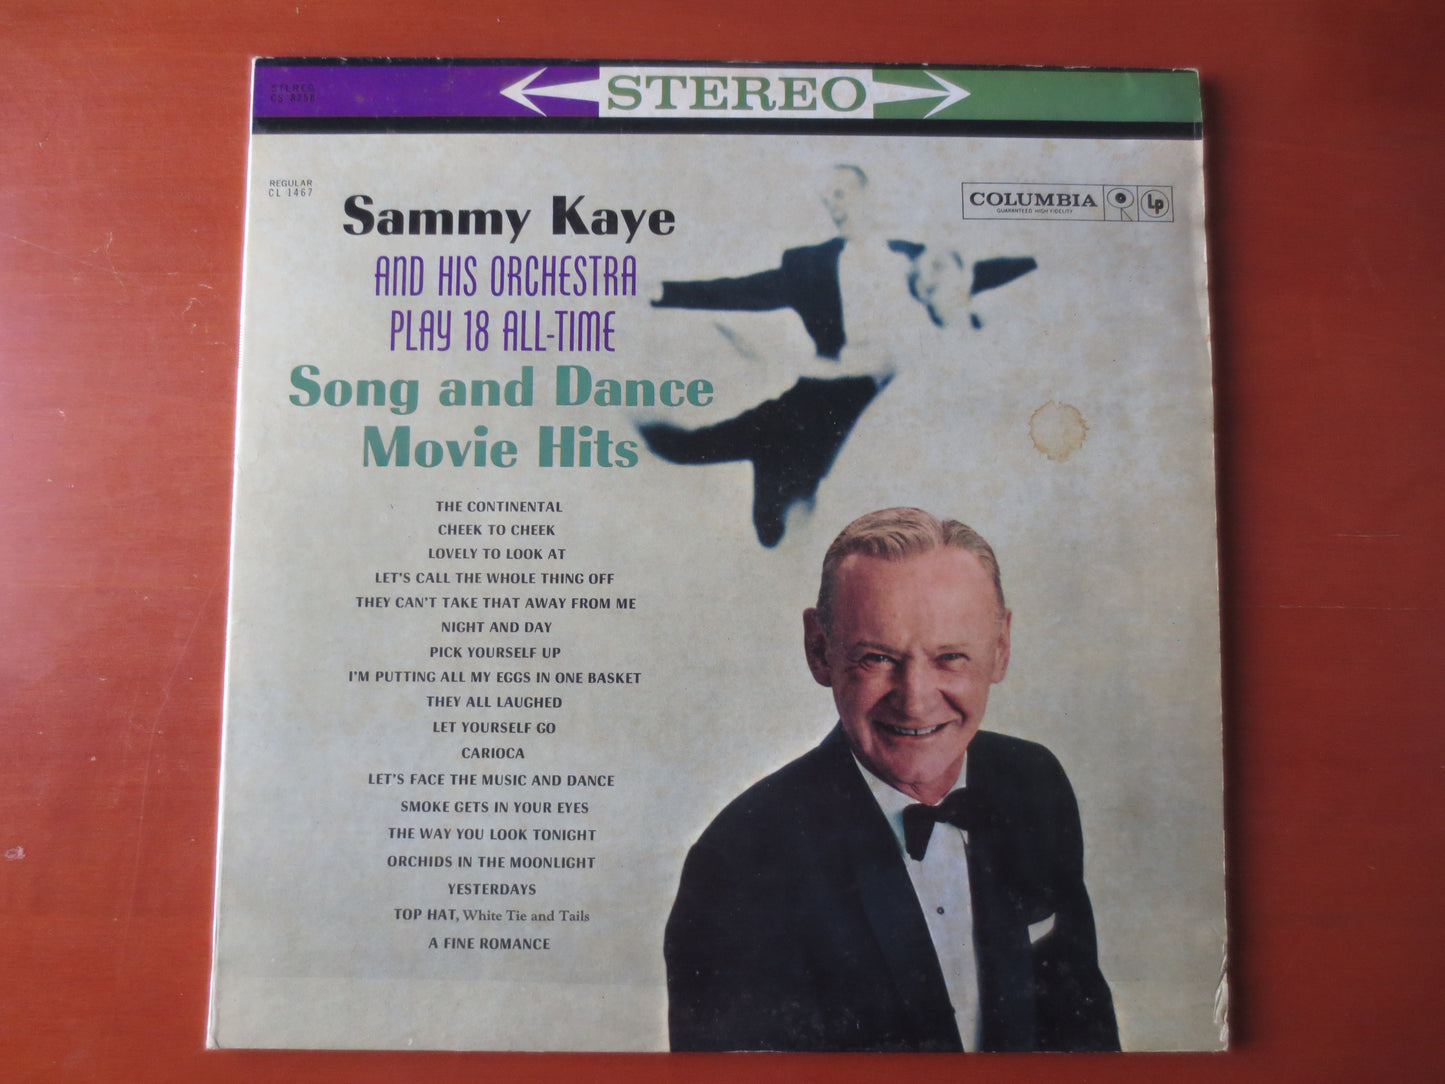 STEREO
CS 8258
STEREO
REGULAR
CL 1467
COLUMBIA
GUARANTEED HIGH FIDELITY
Lp
Sammy Kaye
AND HIS ORCHESTRA
PLAY 18 ALL-TIME
Song and Dance
Movie Hits
THE CONTINENTAL
CHEEK TO CHEEK
LOVELY TO LOOK AT
LET'S CALL THE WHOLE THING OFF
THEY CAN'T TAKE THAT AWAY FROM ME
NIGHT AND DAY
PICK YOURSELF UP
I'M PUTTING ALL MY EGGS IN ONE BASKET
THEY ALL LAUGHED
LET YOURSELF GO
CARIOCA
LET'S FACE THE MUSIC AND DANCE
SMOKE GETS IN YOUR EYES
THE WAY YOU LOOK TONIGHT
ORCHIDS IN THE MOONLIGHT
YESTERDAYS
TOP HAT, White Tie and Tails
A FINE ROMANCE